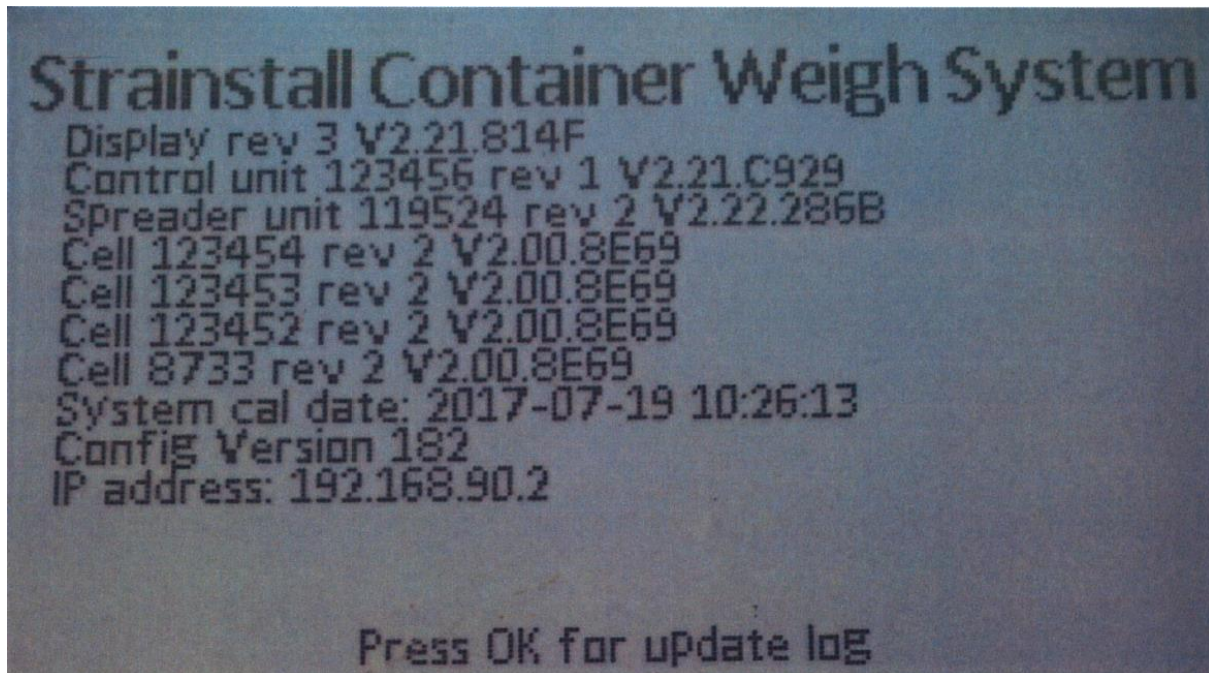 Strainstall Container Weigh System
Display rev 3 V2.21.814F
Control unit 123456 rev 1 V2.21.C929
Spreader unit 119524 rev 2 V2.22.286B
Cell 123454 rev 2 V2.00.8E69
Cell 123453 rev 2 V2.00.8E69
Cell 123452 rev 2 V2.00.8E69
Cell 8733 rev 2 V2.00.8E69
System cal date: 2017-07-19 10:26:13
Config Version 182
IP address: 192.168.90.2
Press OK for update log